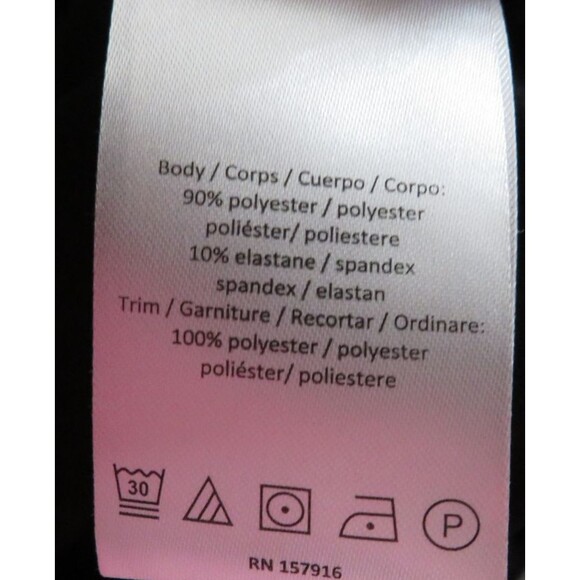 Body / Corps / Cuerpo / Corpo:
90% polyester / polyester
poliéster/ poliestere
10% elastane / spandex
spandex / elastan
Trim / Garniture / Recortar / Ordinare:
100% polyester / polyester
poliéster/ poliestere
30
P
RN 157916